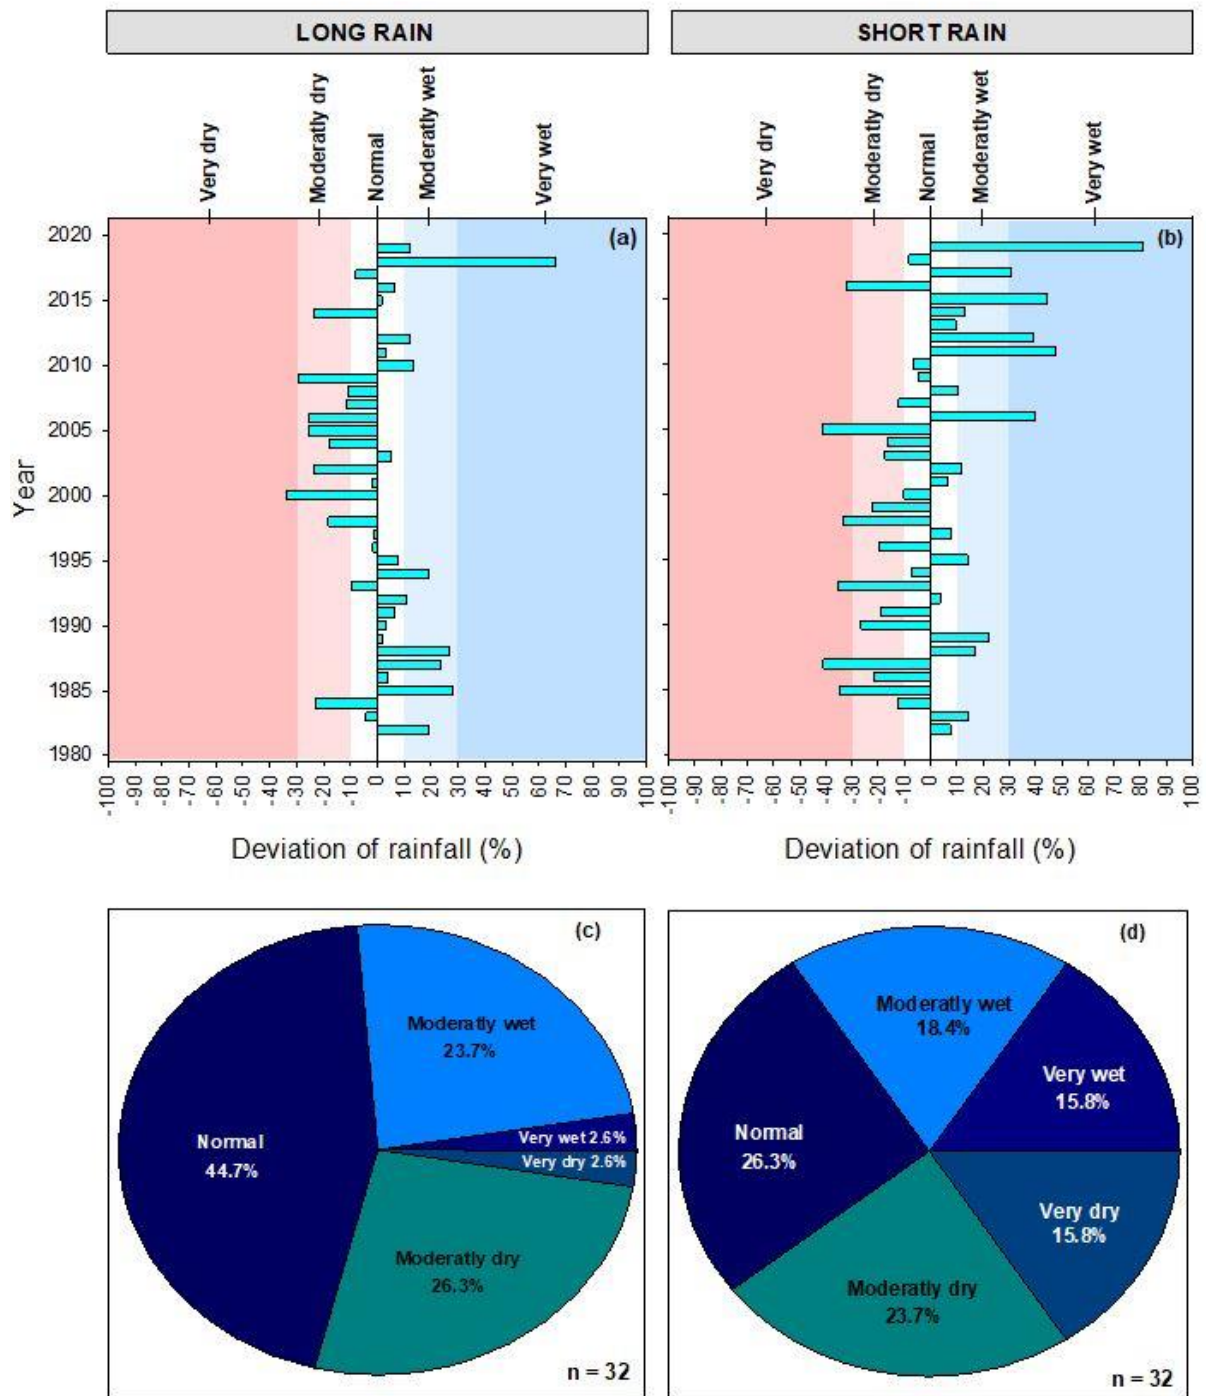 LONG RAIN
SHORT RAIN
Very dry
Moderatly dry
Normal
Moderatly wet
Very wet
Very dry
Moderatly dry
Normal
Moderatly wet
Very wet
(a)
(b)
Year
2020
2015
2010
2005
2000
1995
1990
1985
1980
-100 -90 -80 -70 -60 -50 -40 -30 -20 -10 0 10 20 30 40 50 60 70 80 90 100
-100 -90 -80 -70 -60 -50 -40 -30 -20 -10 0 10 20 30 40 50 60 70 80 90 100
Deviation of rainfall (%)
Deviation of rainfall (%)
(c)
Moderatly wet
23.7%
Very wet 2.6%
Very dry 2.6%
Normal
44.7%
Moderatly dry
26.3%
n = 32
(d)
Moderatly wet
18.4%
Very wet
15.8%
Normal
26.3%
Very dry
15.8%
Moderatly dry
23.7%
n = 32